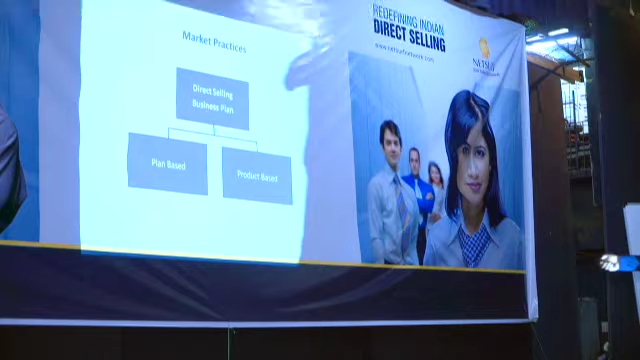 Market Practices
Direct Selling
Business Plan
Plan Based
Product Based
REDEFINING INDIAN
DIRECT SELLING
www.netsurfnetwork.com
NETSURF